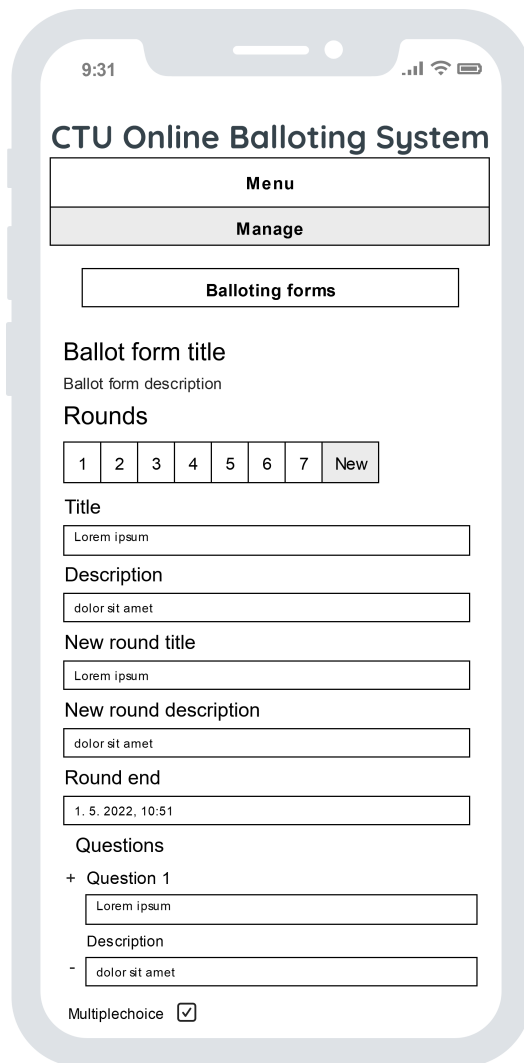 9:31
CTU Online Balloting System
Menu
Manage
Balloting forms
Ballot form title
Ballot form description
Rounds
1 2 3 4 5 6 7 New
Title
Lorem ipsum
Description
dolor sit amet
New round title
Lorem ipsum
New round description
dolor sit amet
Round end
1. 5. 2022, 10:51
Questions
+ Question 1
Lorem ipsum
Description
- dolor sit amet
Multiplechoice